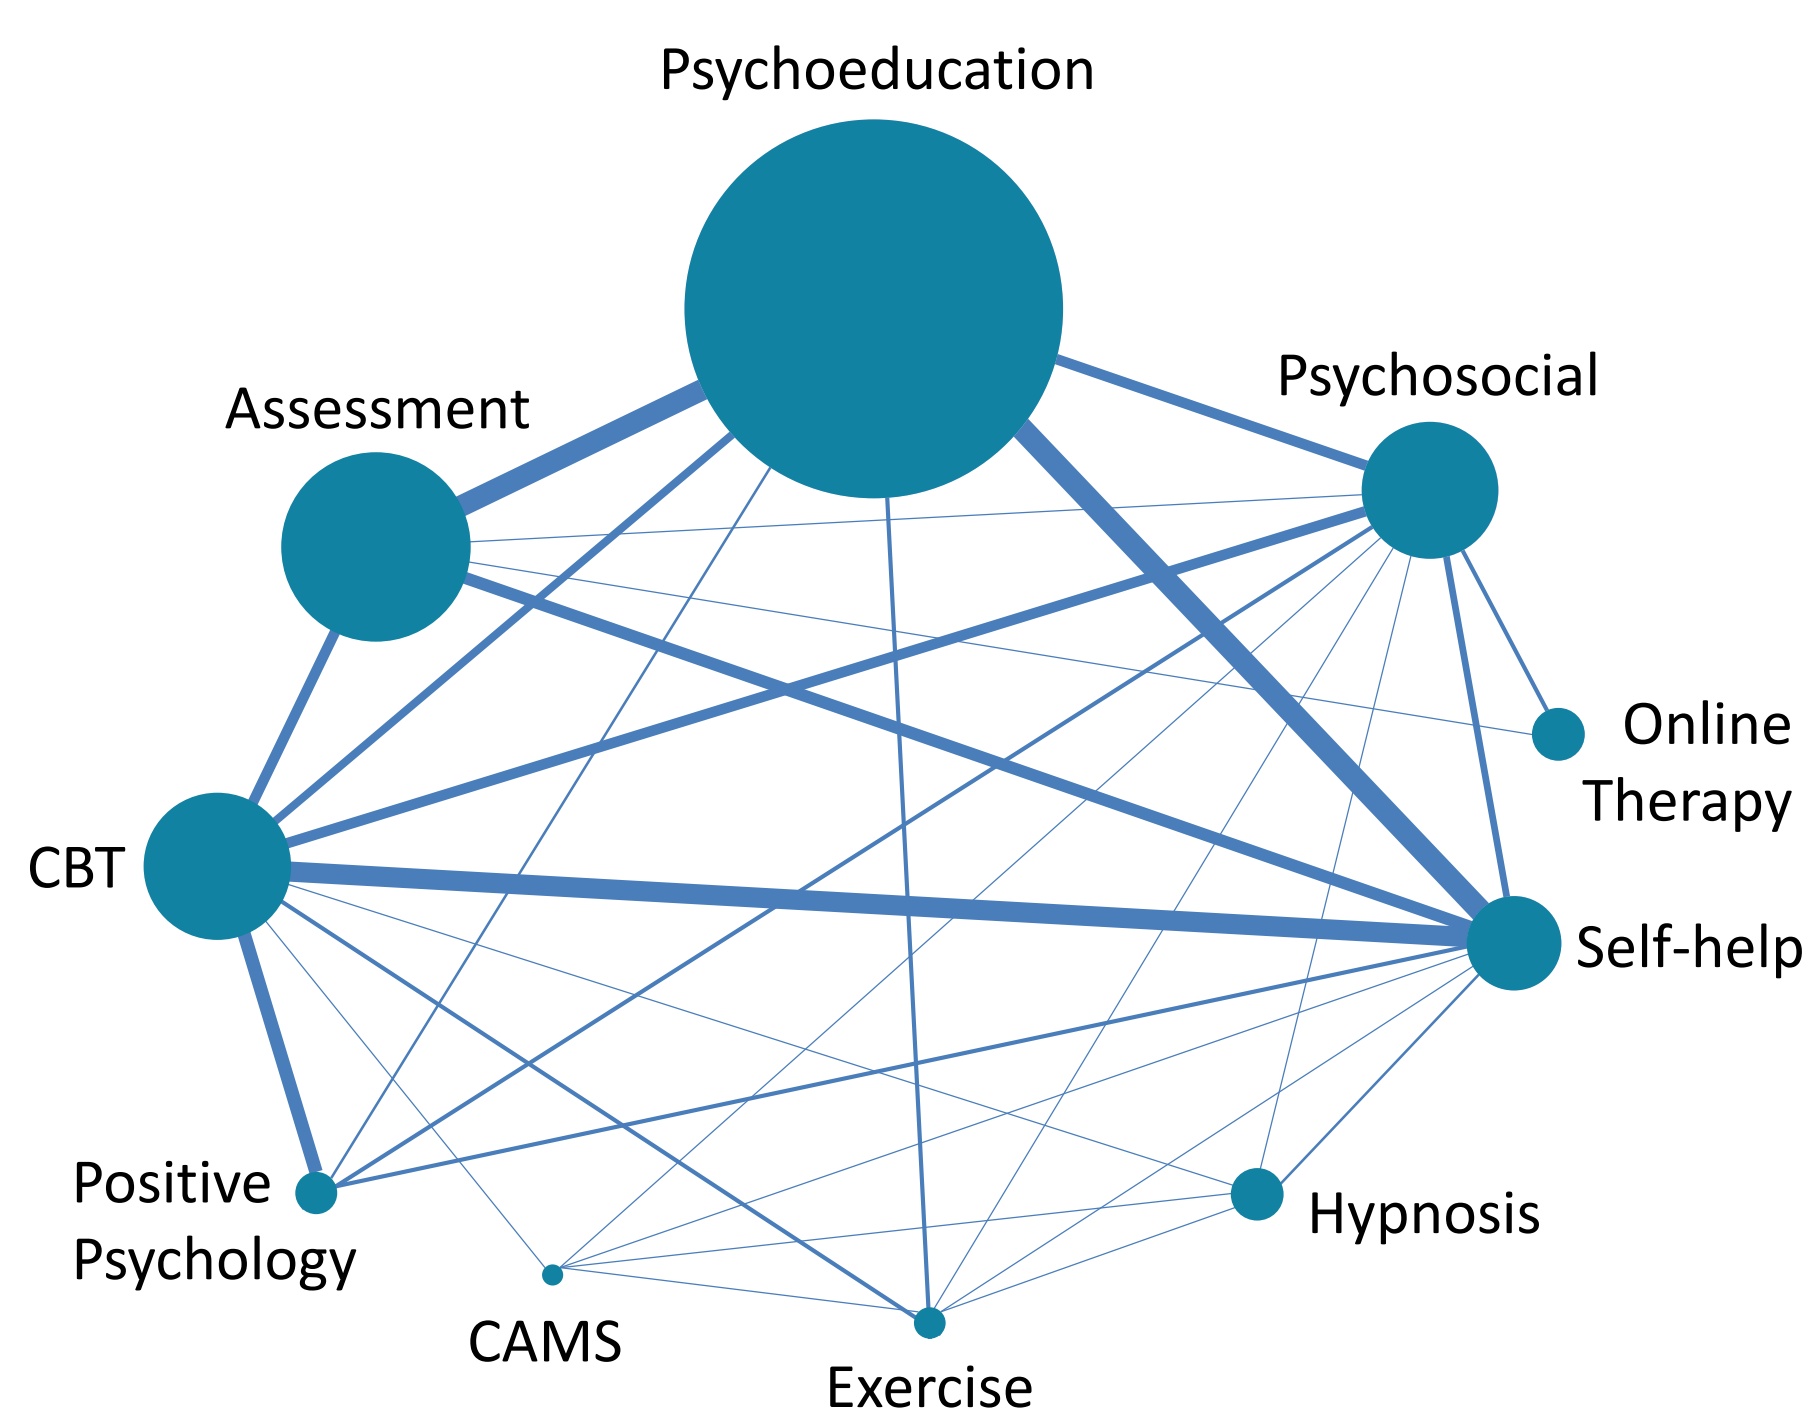 Psychoeducation
Psychosocial
Assessment
Online
Therapy
CBT
Self-help
Positive
Psychology
Hypnosis
CAMS
Exercise